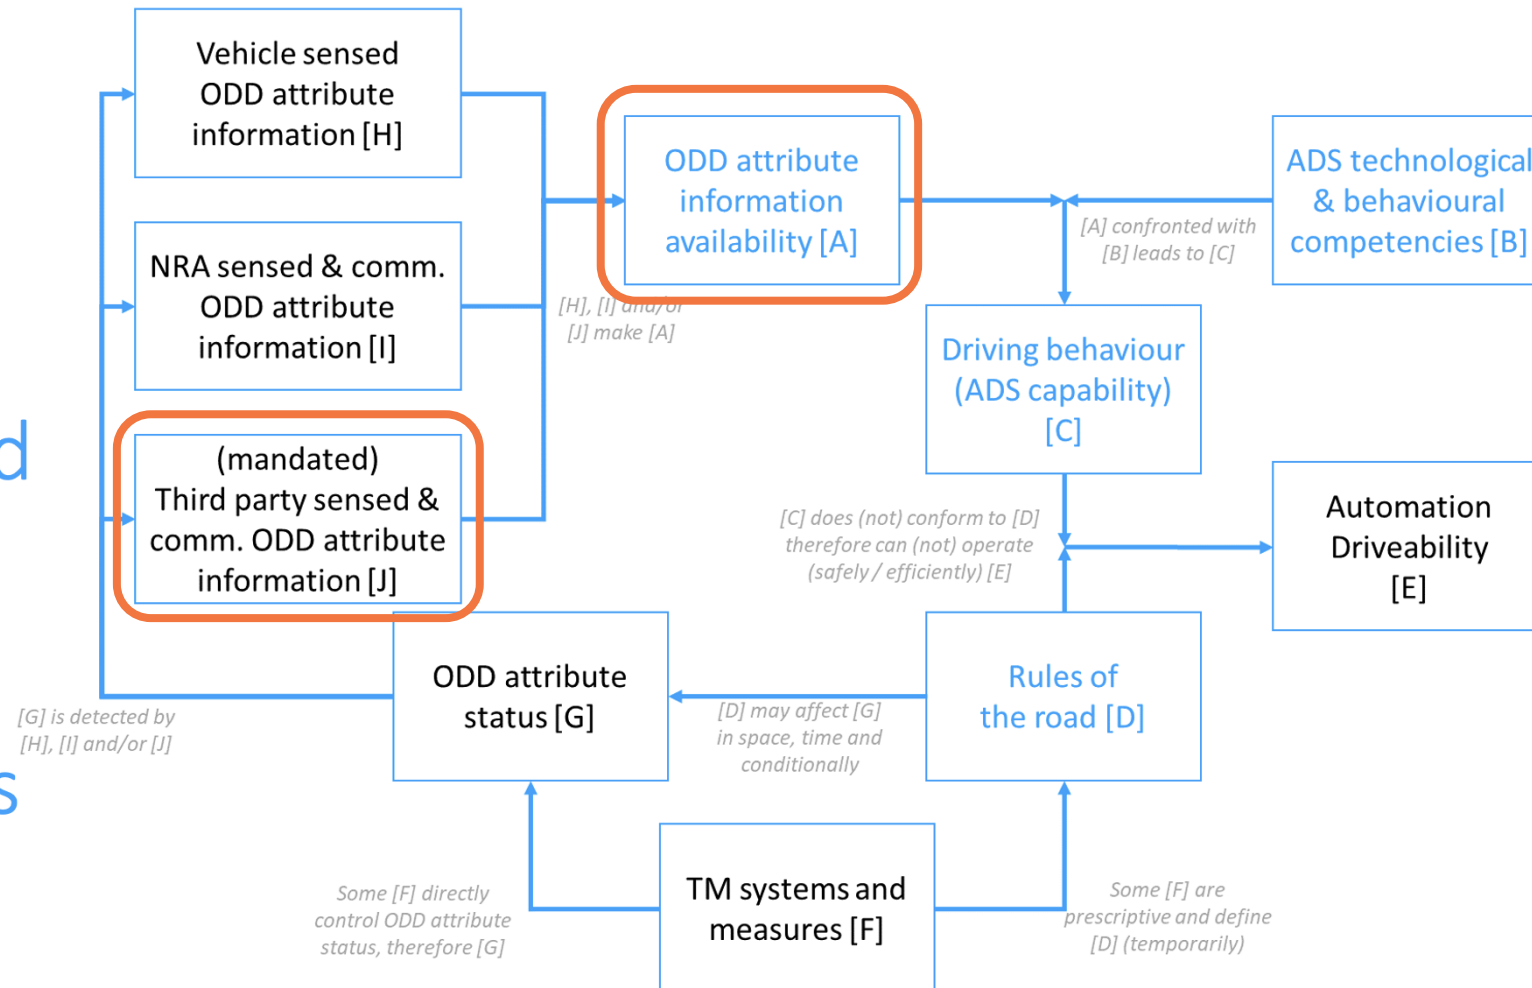 Vehicle sensed
ODD attribute
information [H]
NRA sensed & comm.
ODD attribute
information [I]
(mandated)
Third party sensed &
comm. ODD attribute
information [J]
ODD attribute
information
availability [A]
[H], [I] and/or
[J] make [A]
ADS technological
& behavioural
competencies [B]
[A] confronted with
[B] leads to [C]
Driving behaviour
(ADS capability)
[C]
[C] does (not) conform to [D]
therefore can (not) operate
(safely / efficiently) [E]
Automation
Driveability
[E]
d
s
ODD attribute
status [G]
[G] is detected by
[H], [I] and/or [J]
Rules of
the road [D]
[D] may affect [G]
in space, time and
conditionally
TM systems and
measures [F]
Some [F] directly
control ODD attribute
status, therefore [G]
Some [F] are
prescriptive and define
[D] (temporarily)